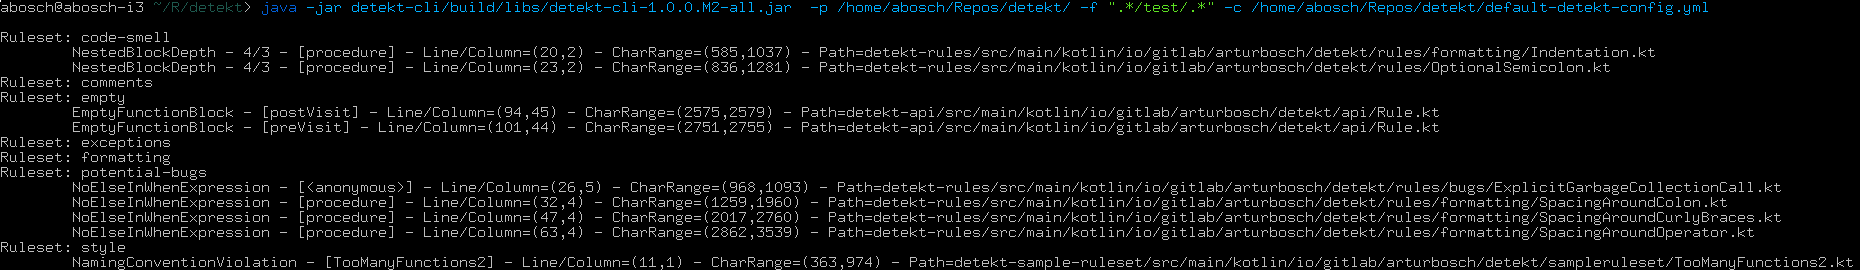 abosch@abosch-i3 ~/R/detekt> java -jar detekt-cli/build/libs/detekt-cli-1.0.0.M2-all.jar  -p /home/abosch/Repos/detekt/ -f ".*/test/.*" -c /home/abosch/Repos/detekt/default-detekt-config.yml
Ruleset: code-smell
NestedBlockDepth - 4/3 - [procedure] - Line/Column=(20,2) - CharRange=(585,1037) - Path=detekt-rules/src/main/kotlin/io/gitlab/arturbosch/detekt/rules/formatting/Indentation.kt
NestedBlockDepth - 4/3 - [procedure] - Line/Column=(23,2) - CharRange=(836,1281) - Path=detekt-rules/src/main/kotlin/io/gitlab/arturbosch/detekt/rules/OptionalSemicolon.kt
Ruleset: comments
Ruleset: empty
EmptyFunctionBlock - [postVisit] - Line/Column=(94,45) - CharRange=(2575,2579) - Path=detekt-api/src/main/kotlin/io/gitlab/arturbosch/detekt/api/Rule.kt
EmptyFunctionBlock - [preVisit] - Line/Column=(101,44) - CharRange=(2751,2755) - Path=detekt-api/src/main/kotlin/io/gitlab/arturbosch/detekt/api/Rule.kt
Ruleset: exceptions
Ruleset: formatting
Ruleset: potential-bugs
NoElseInWhenExpression - [<anonymous>] - Line/Column=(26,5) - CharRange=(968,1093) - Path=detekt-rules/src/main/kotlin/io/gitlab/arturbosch/detekt/rules/bugs/ExplicitGarbageCollectionCall.kt
NoElseInWhenExpression - [procedure] - Line/Column=(32,4) - CharRange=(1259,1960) - Path=detekt-rules/src/main/kotlin/io/gitlab/arturbosch/detekt/rules/formatting/SpacingAroundColon.kt
NoElseInWhenExpression - [procedure] - Line/Column=(47,4) - CharRange=(2017,2760) - Path=detekt-rules/src/main/kotlin/io/gitlab/arturbosch/detekt/rules/formatting/SpacingAroundCurlyBraces.kt
NoElseInWhenExpression - [procedure] - Line/Column=(63,4) - CharRange=(2862,3539) - Path=detekt-rules/src/main/kotlin/io/gitlab/arturbosch/detekt/rules/formatting/SpacingAroundOperator.kt
Ruleset: style
NamingConventionViolation - [TooManyFunctions2] - Line/Column=(11,1) - CharRange=(363,974) - Path=detekt-sample-ruleset/src/main/kotlin/io/gitlab/arturbosch/detekt/sampleruleset/TooManyFunctions2.kt